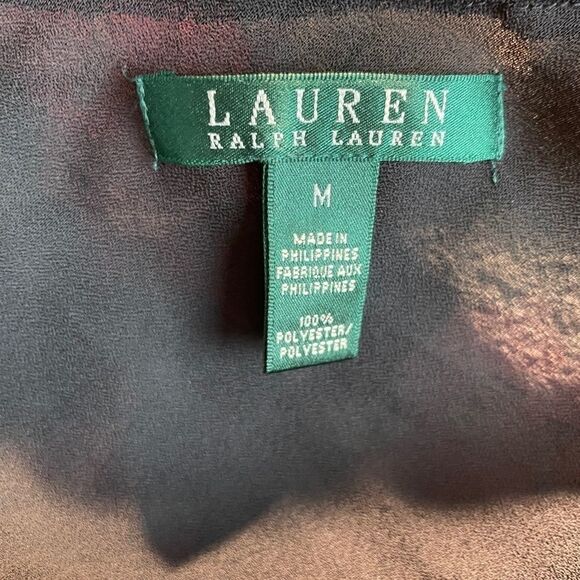 LAUREN
RALPH LAUREN
M
MADE IN
PHILIPPINES
FABRIQUE AUX
PHILIPPINES
100%
POLYESTER/
POLYESTER